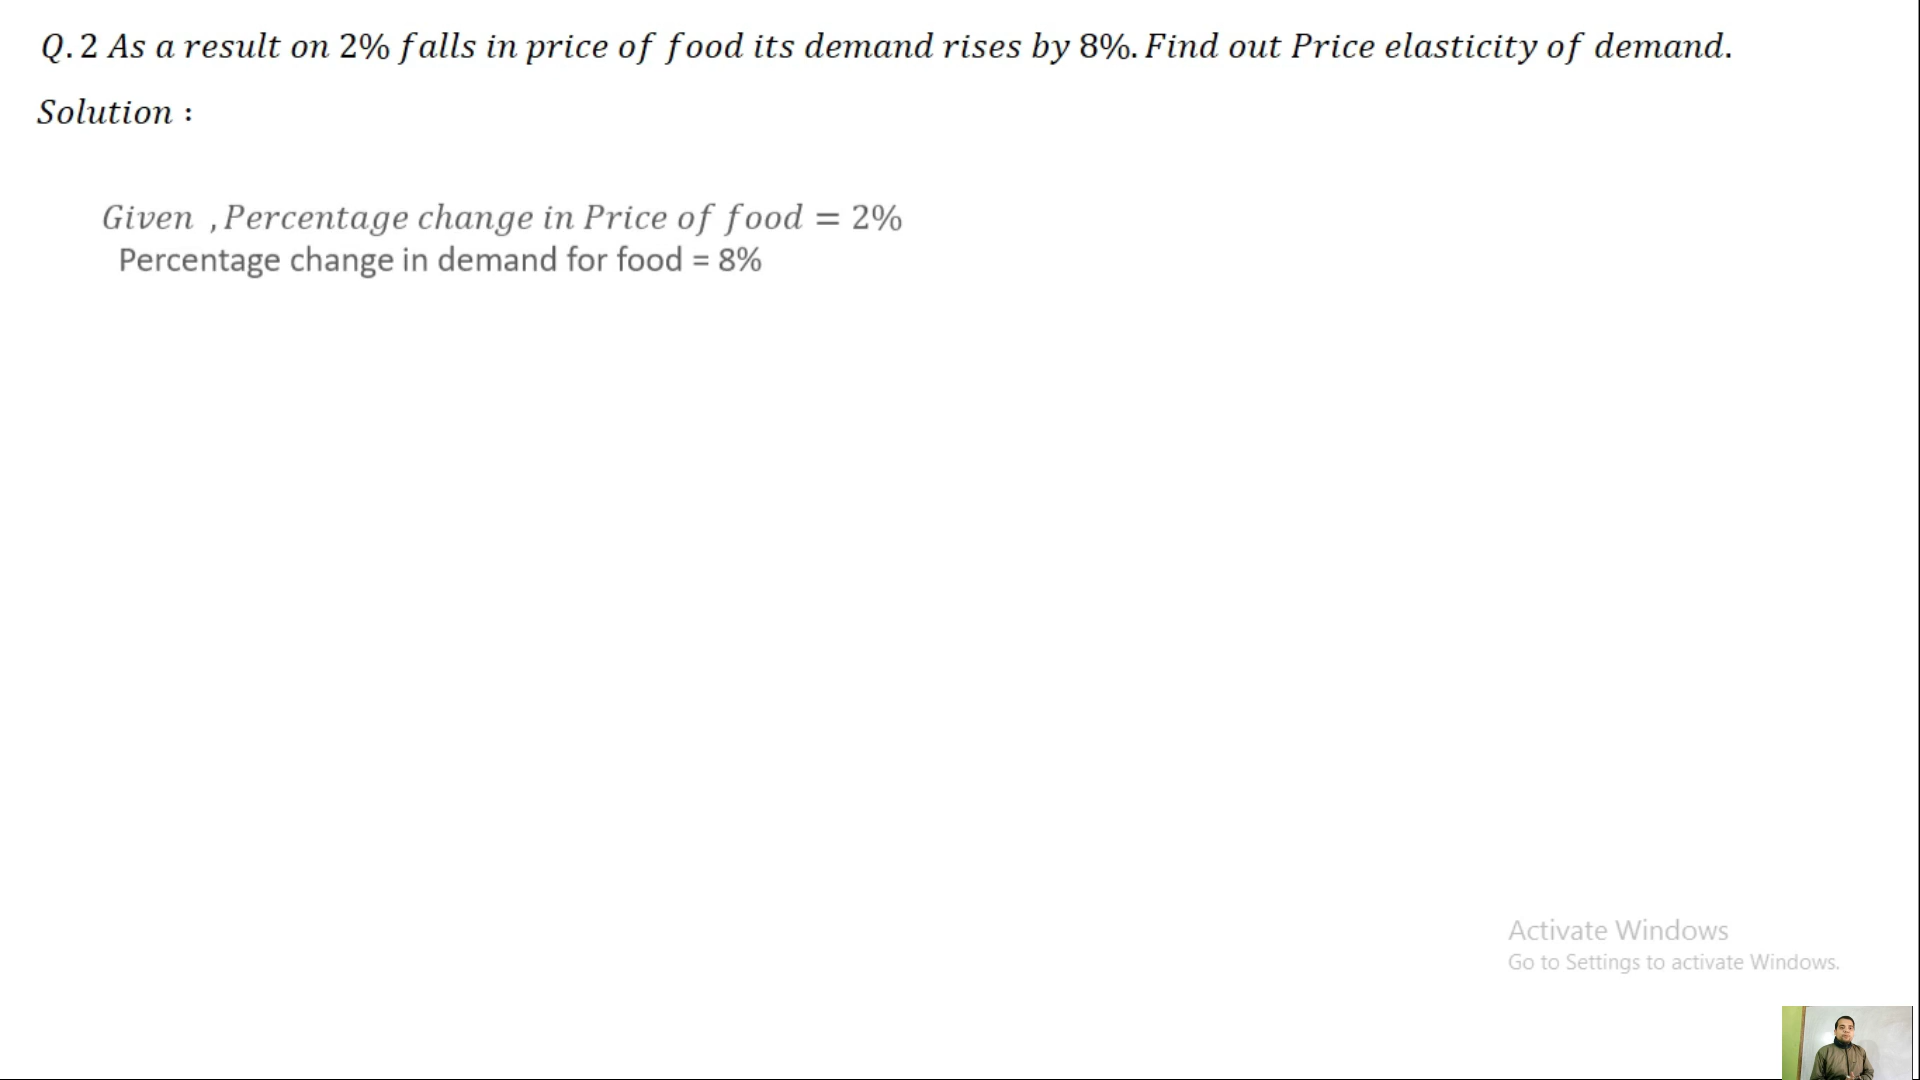 Q. 2 As a result on 2% falls in price of food its demand rises by 8%. Find out Price elasticity of demand.
Solution :
Given , Percentage change in Price of food = 2%
Percentage change in demand for food = 8%
Activate Windows
Go to Settings to activate Windows.